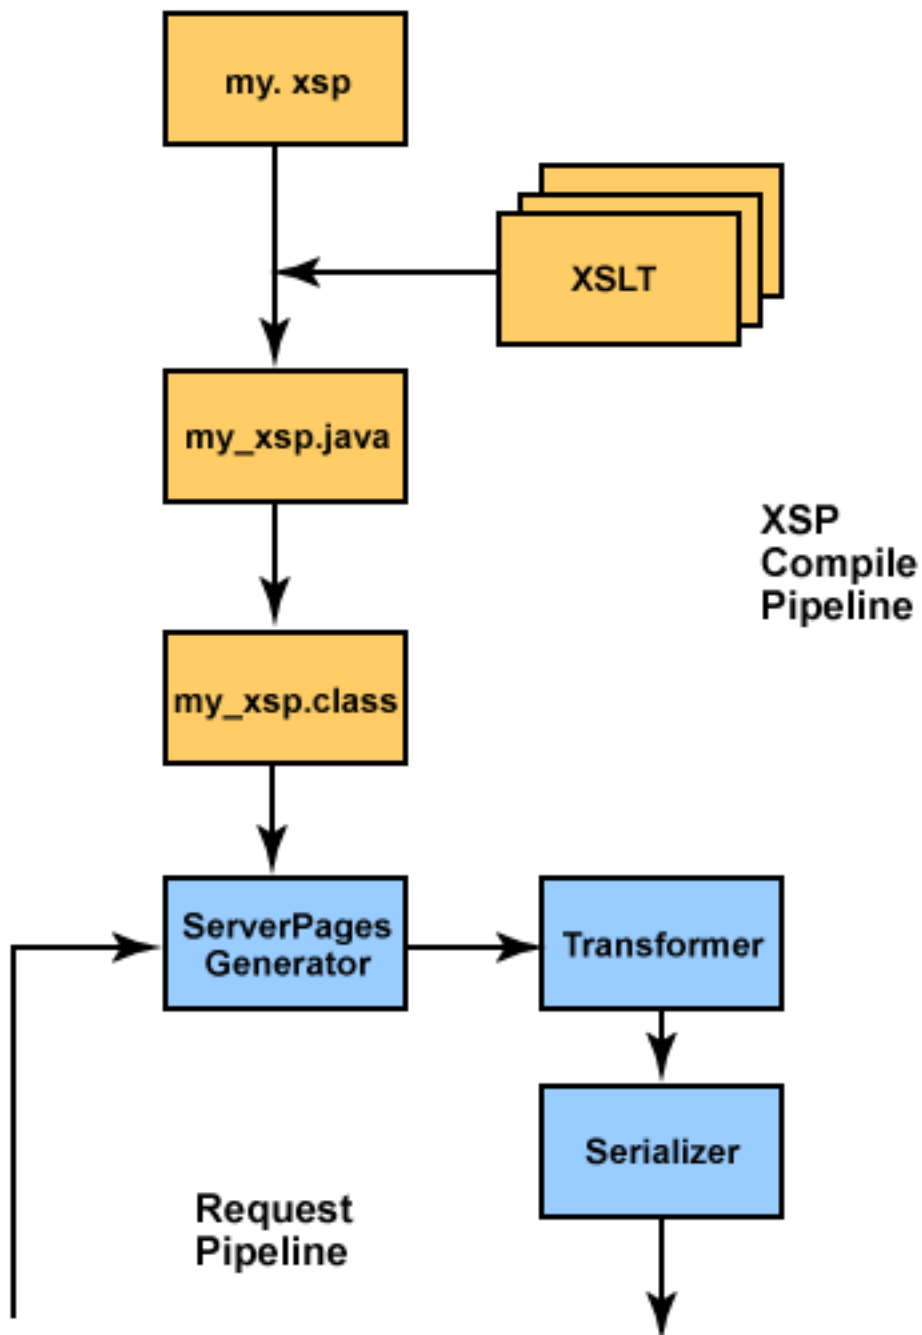 my. xsp
XSLT
my_xsp.java
XSP
Compile
Pipeline
my_xsp.class
ServerPages
Generator
Transformer
Serializer
Request
Pipeline